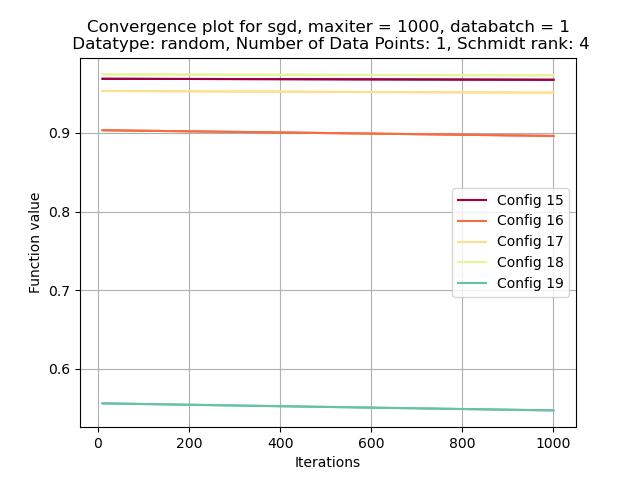 Convergence plot for sgd, maxiter = 1000, databatch = 1
Datatype: random, Number of Data Points: 1, Schmidt rank: 4
Function value
0.9
0.8
0.7
0.6
Config 15
Config 16
Config 17
Config 18
Config 19
0 200 400 600 800 1000
Iterations